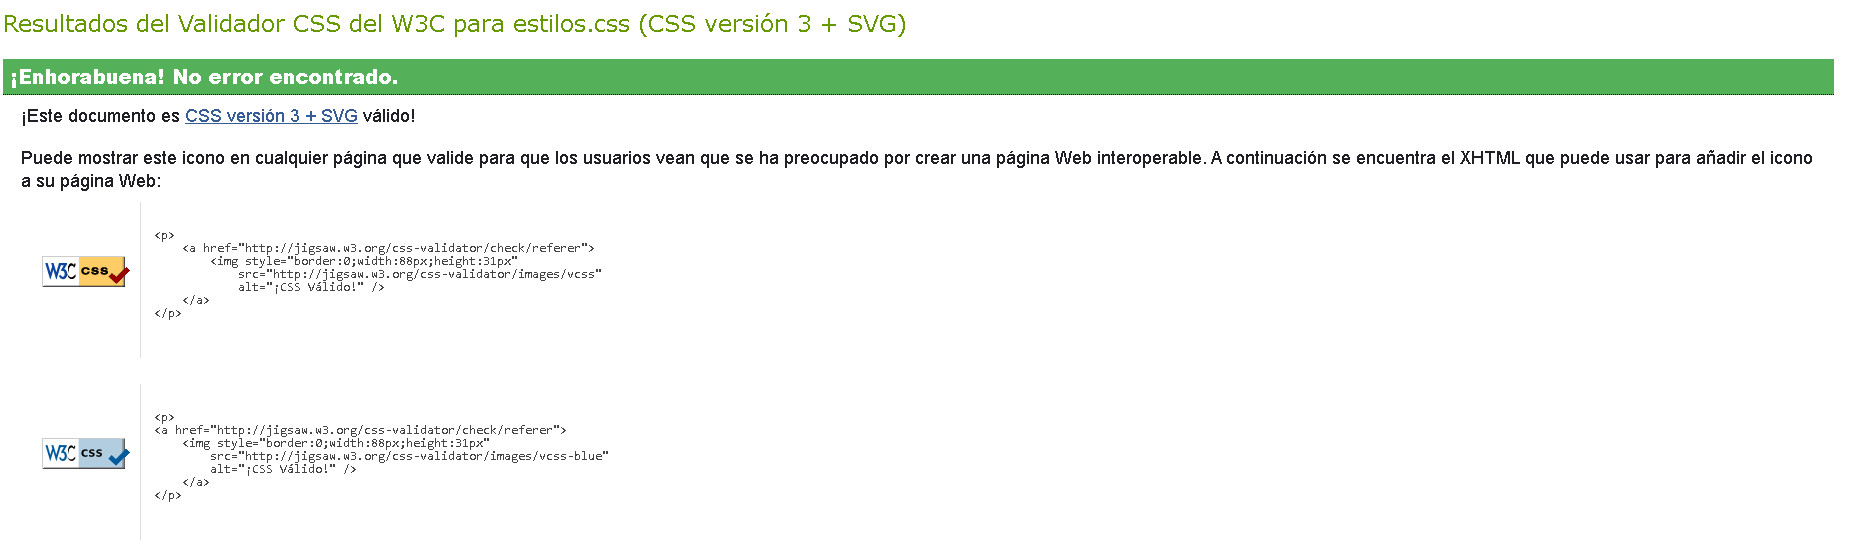 Resultados del Validador CSS del W3C para estilos.css (CSS versión 3 + SVG)
¡Enhorabuena! No error encontrado.
¡Este documento es CSS versión 3 + SVG válido!
Puede mostrar este icono en cualquier página que valide para que los usuarios vean que se ha preocupado por crear una página Web interoperable. A continuación se encuentra el XHTML que puede usar para añadir el icono
a su página Web:
W3C css
<p>
<a href="http://jigsaw.w3.org/css-validator/check/referer">
<img style="border:0;width:88px;height:31px"
src="http://jigsaw.w3.org/css-validator/images/vcss"
alt="¡CSS Válido!" />
</a>
</p>
W3C css
<p>
<a href="http://jigsaw.w3.org/css-validator/check/referer">
<img style="border:0;width:88px;height:31px"
src="http://jigsaw.w3.org/css-validator/images/vcss-blue"
alt="¡CSS Válido!" />
</a>
</p>